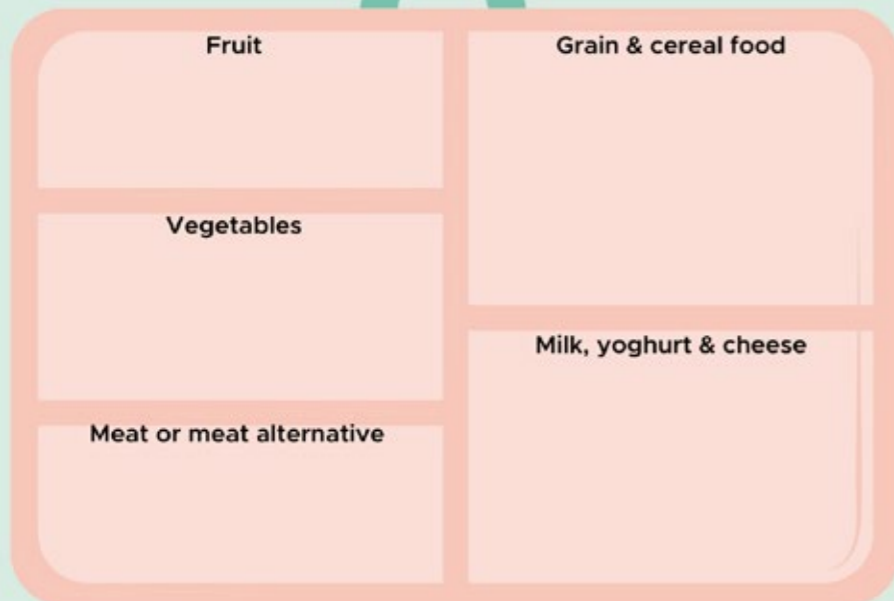 Fruit
Vegetables
Meat or meat alternative
Grain & cereal food
Milk, yoghurt & cheese